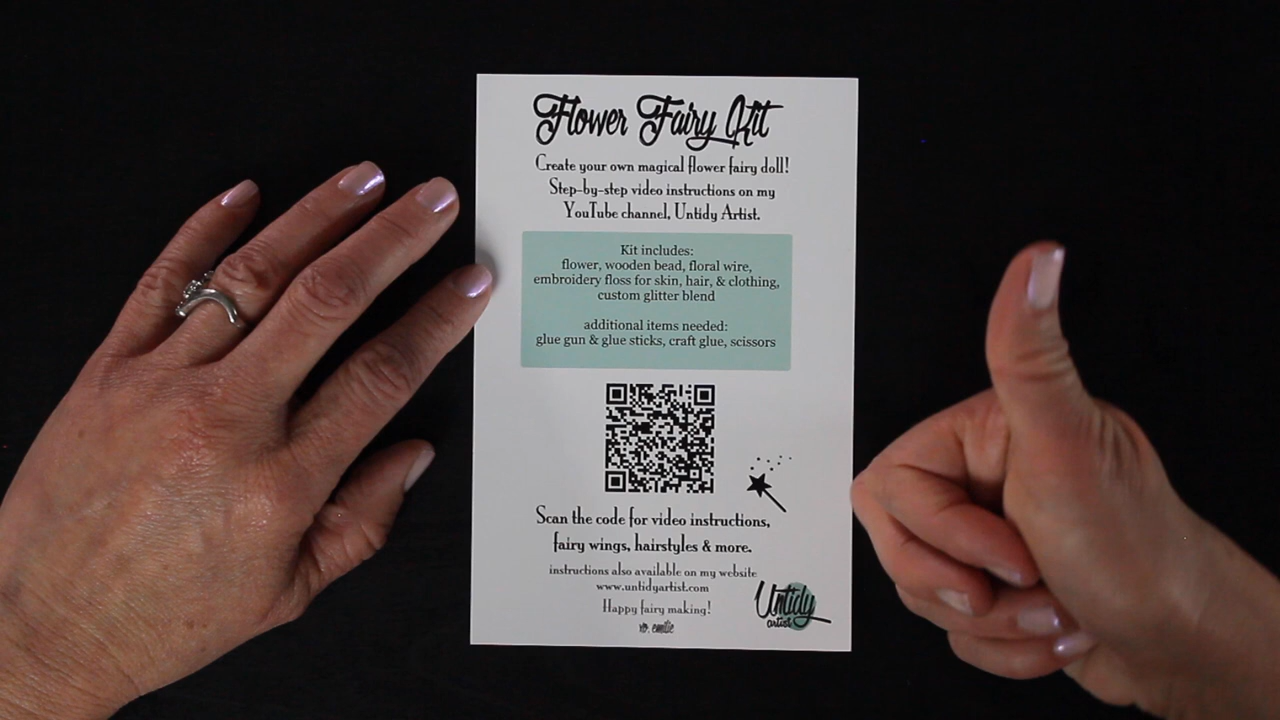 Flower Fairy Kit
Create your own magical flower fairy doll!
Step-by-step video instructions on my
YouTube channel, Untidy Artist.
Kit includes:
flower, wooden bead, floral wire,
embroidery floss for skin, hair, & clothing,
custom glitter blend
additional items needed:
glue gun & glue sticks, craft glue, scissors
Scan the code for video instructions,
fairy wings, hairstyles & more.
instructions also available on my website
www.untidyartist.com
Happy fairy making!
xo, emilie
Untidy
artist